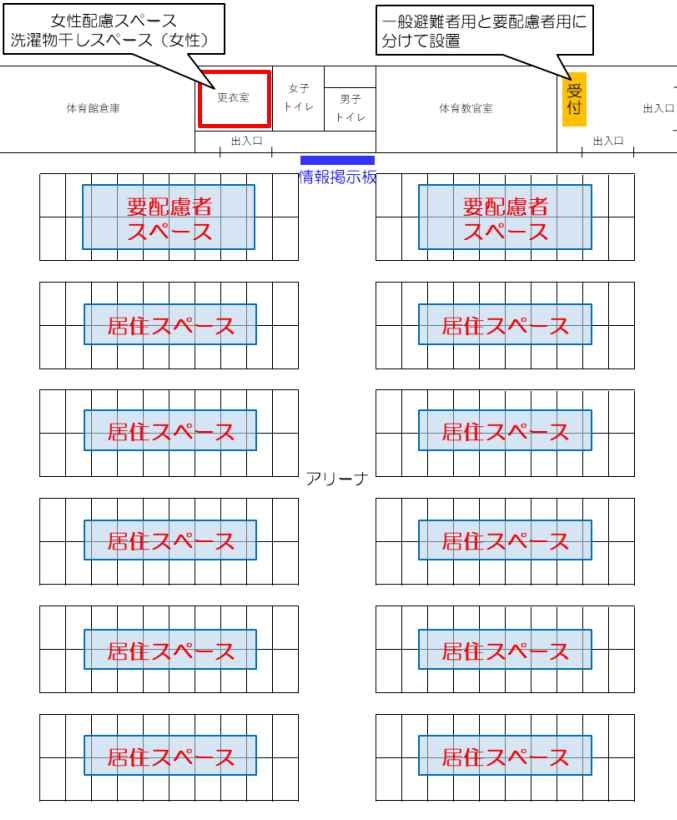 女性配慮スペース
洗濯物干しスペース（女性）
一般避難者用と要配慮者用に
分けて設置
体育館倉庫
更衣室
女子
トイレ
男子
トイレ
体育教官室
受付
出入口
出入口
出入口
情報掲示板
要配慮者
スペース
要配慮者
スペース
居住スペース
居住スペース
居住スペース
居住スペース
アリーナ
居住スペース
居住スペース
居住スペース
居住スペース
居住スペース
居住スペース